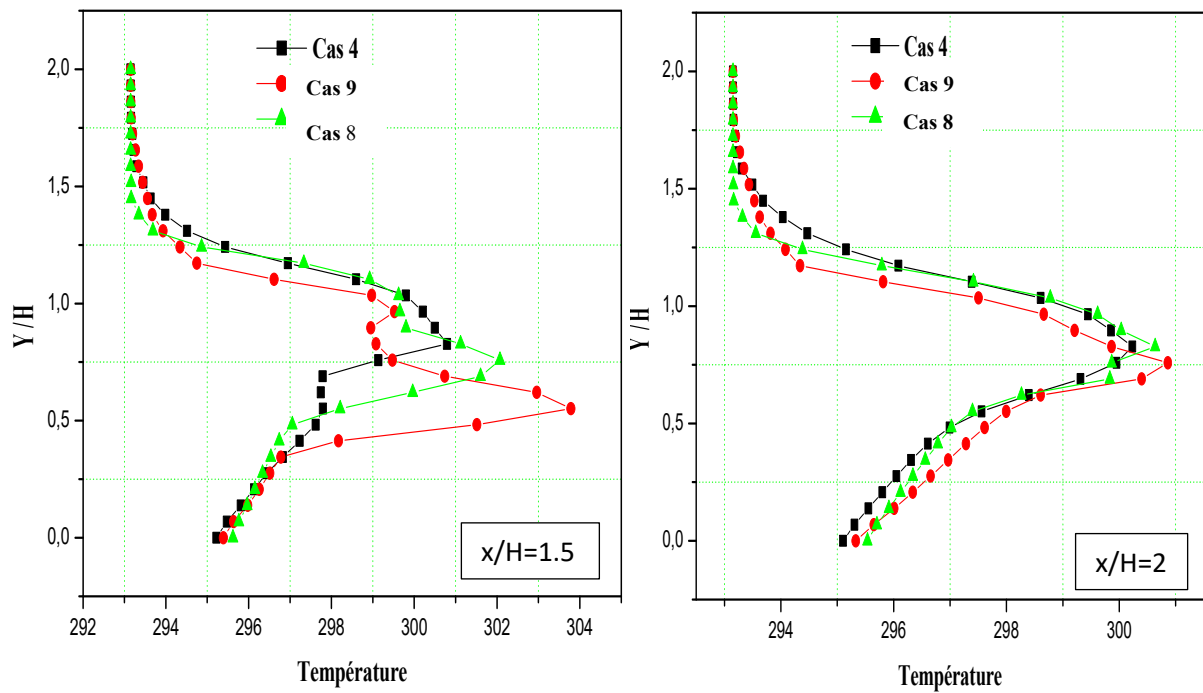 Cas 4
Cas 9
Cas 8
Y / H
2,0
1,5
1,0
0,5
0,0
292
294
296
298
300
302
304
Température
x/H=1.5
Cas 4
Cas 9
Cas 8
Y / H
2,0
1,5
1,0
0,5
0,0
294
296
298
300
Température
x/H=2